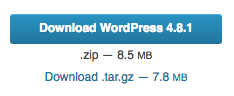 Download WordPress 4.8.1
.zip — 8.5 MB
Download .tar.gz — 7.8 MB